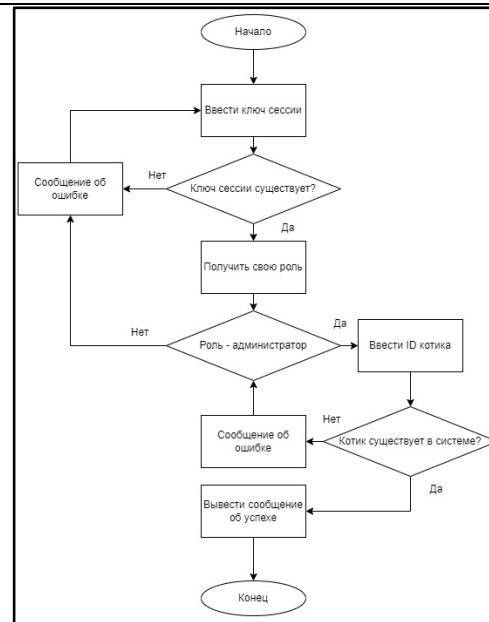 Начало
Ввести ключ сессии
Нет
Сообщение об
ошибке
Ключ сессии существует?
Да
Получить свою роль
Нет
Роль - администратор
Да
Ввести ID котика
Сообщение об
ошибке
Нет
Котик существует в системе?
Да
Вывести сообщение
об успехе
Конец